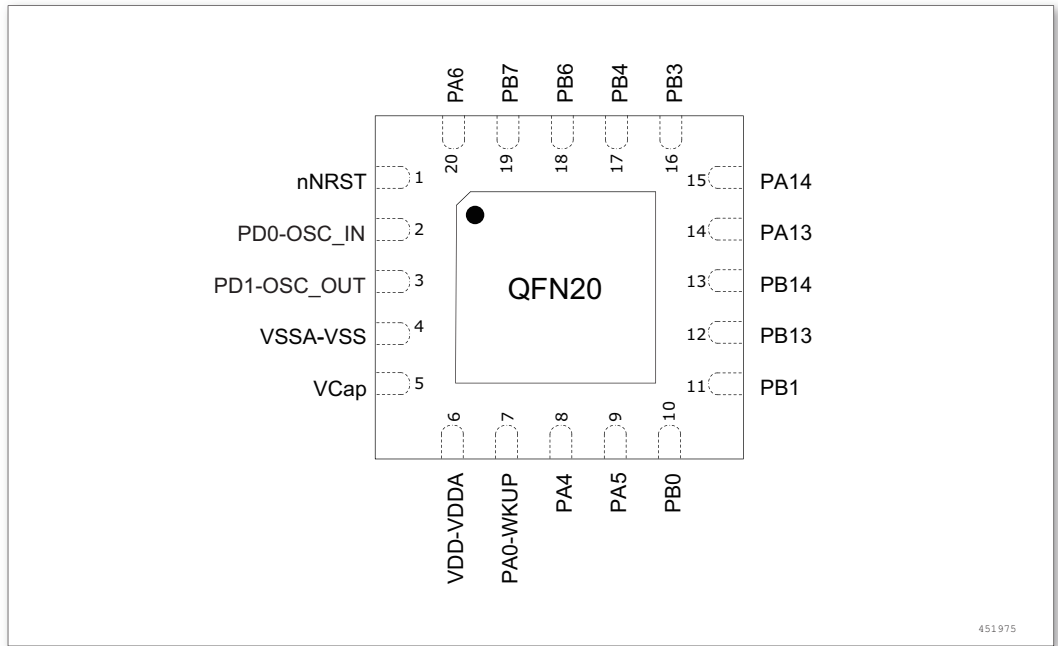 PA6
PB7
PB6
PB4
PB3
20
19
18
17
16
nNRST 1
PD0-OSC_IN 2
PD1-OSC_OUT 3
VSSA-VSS 4
VCap 5
15 PA14
14 PA13
13 PB14
12 PB13
11 PB1
QFN20
6
7
8
9
10
VDD-VDDA
PA0-WKUP
PA4
PA5
PB0
451975